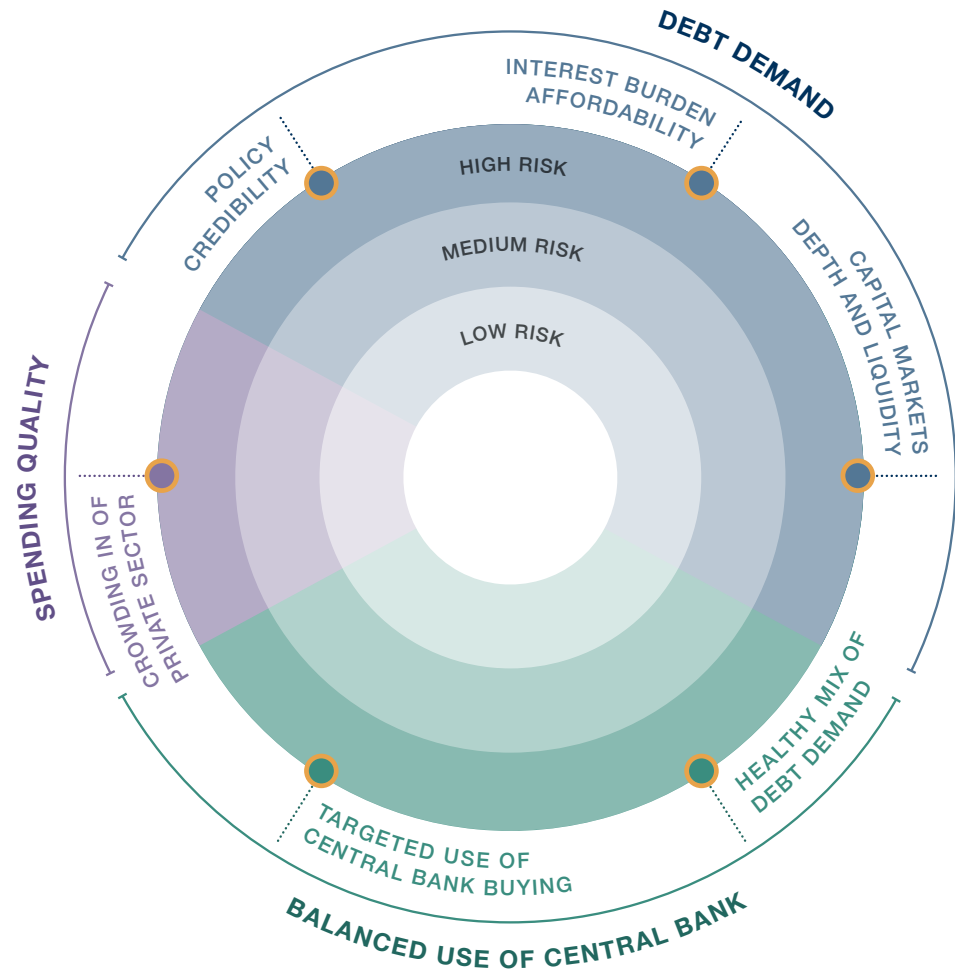 DEBT DEMAND
INTEREST BURDEN
AFFORDABILITY
POLICY
CREDIBILITY
HIGH RISK
MEDIUM RISK
LOW RISK
CAPITAL MARKETS
DEPTH AND LIQUIDITY
SPENDING QUALITY
CROWDING IN OF
PRIVATE SECTOR
HEALTHY MIX OF
DEBT DEMAND
TARGETED USE OF
CENTRAL BANK BUYING
BALANCED USE OF CENTRAL BANK